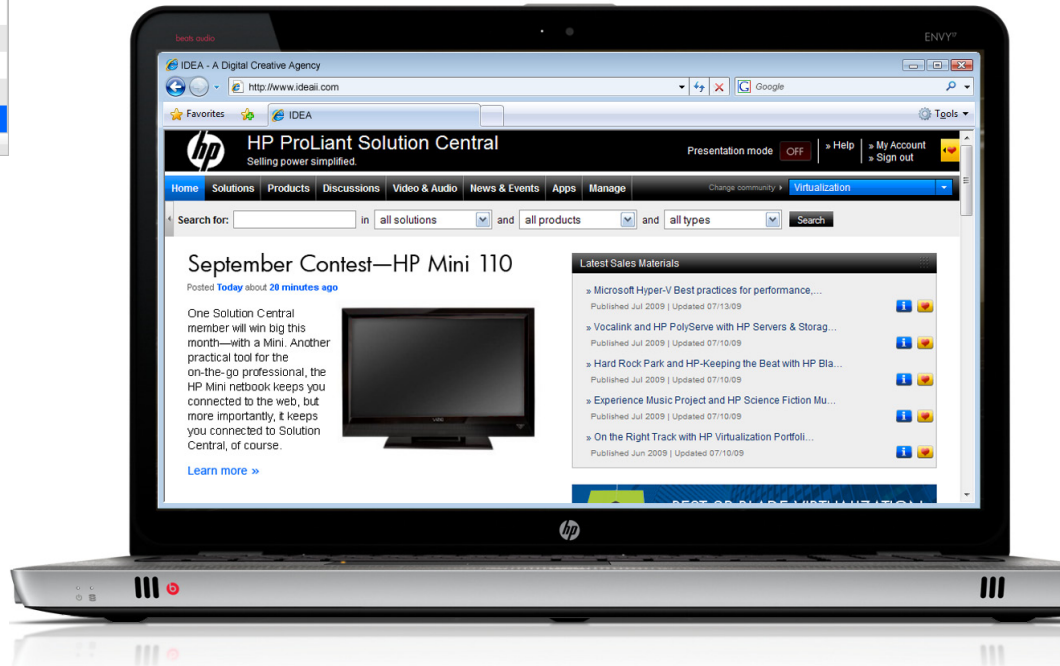 beats audio
ENVY17
IDEA - A Digital Creative Agency
http://www.ideaii.com
Google
Favorites
IDEA
Tools
hp
HP ProLiant Solution Central
Selling power simplified.
Presentation mode OFF
» Help
» My Account
» Sign out
Home Solutions Products Discussions Video & Audio News & Events Apps Manage
Change community
Virtualization
Search for: in all solutions and all products and all types Search
September Contest—HP Mini 110
Posted Today about 20 minutes ago
One Solution Central
member will win big this
month—with a Mini. Another
practical tool for the
on-the-go professional, the
HP Mini netbook keeps you
connected to the web, but
more importantly, it keeps
you connected to Solution
Central, of course.
Learn more »
VIZIO
Latest Sales Materials
» Microsoft Hyper-V Best practices for performance,...
Published Jul 2009 | Updated 07/13/09
» Vocalink and HP PolyServe with HP Servers & Storag...
Published Jul 2009 | Updated 07/10/09
» Hard Rock Park and HP-Keeping the Beat with HP Bla...
Published Jul 2009 | Updated 07/10/09
» Experience Music Project and HP Science Fiction Mu...
Published Jul 2009 | Updated 07/10/09
» On the Right Track with HP Virtualization Portfoli...
Published Jun 2009 | Updated 07/10/09
BEST OF BLADE VIRTUALIZATION
hp
b